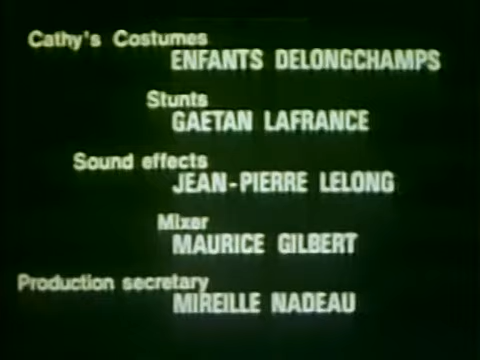 Cathy's Costumes
ENFANTS DELONGCHAMPS
Stunts
GAETAN LAFRANCE
Sound effects
JEAN-PIERRE LELONG
Mixer
MAURICE GILBERT
Production secretary
MIREILLE NADEAU